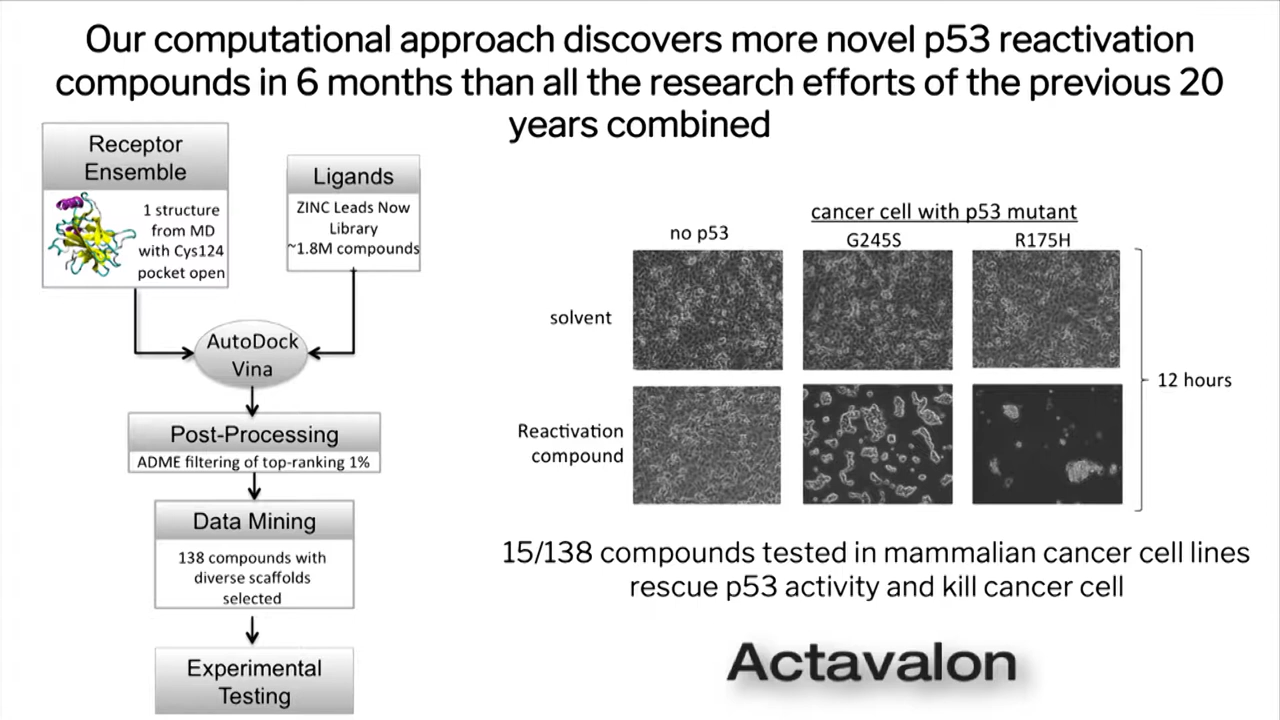 Our computational approach discovers more novel p53 reactivation
compounds in 6 months than all the research efforts of the previous 20
years combined
Receptor
Ensemble
1 structure
from MD
with Cys124
pocket open
Ligands
ZINC Leads Now
Library
~1.8M compounds
AutoDock
Vina
Post-Processing
ADME filtering of top-ranking 1%
Data Mining
138 compounds with
diverse scaffolds
selected
Experimental
Testing
cancer cell with p53 mutant
no p53
G245S
R175H
solvent
Reactivation
compound
12 hours
15/138 compounds tested in mammalian cancer cell lines
rescue p53 activity and kill cancer cell
Actavalon